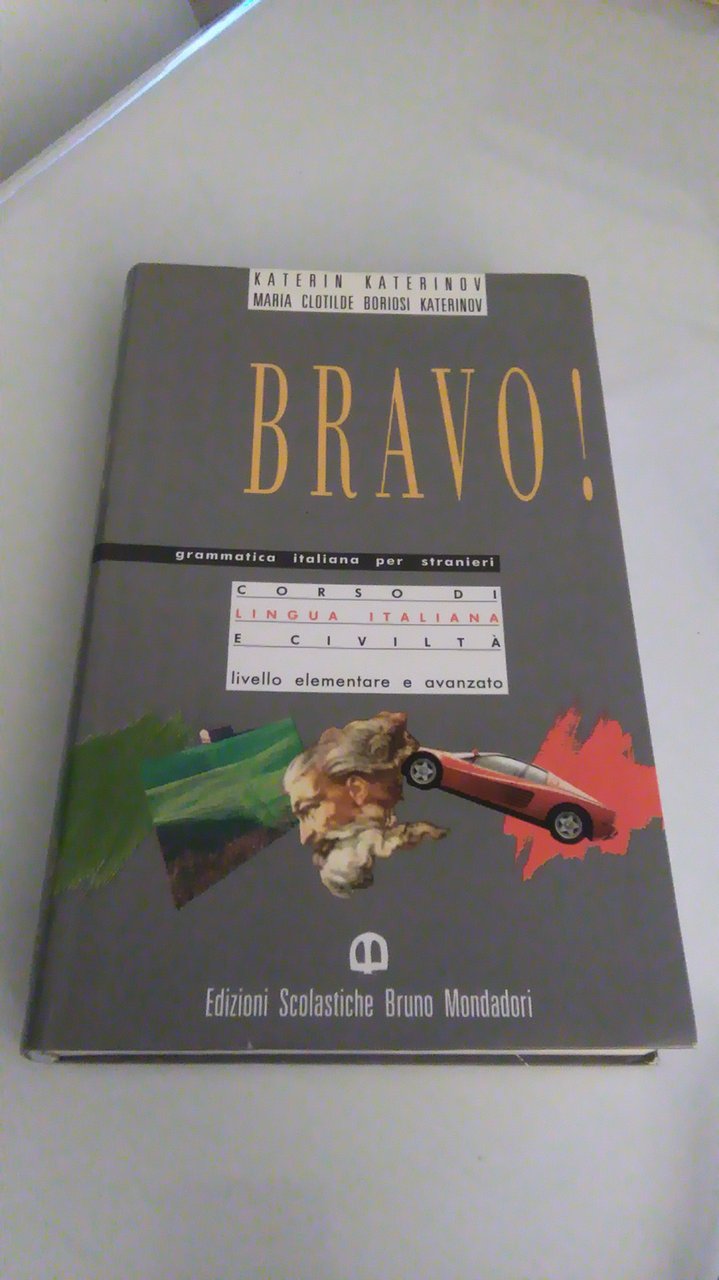 KATERIN KATERINOV
MARIA CLOTILDE BORIOSI KATERINOV
BRAVO!
grammatica italiana per stranieri
CORSO DI
LINGUA ITALIANA
E CIVILTÀ
livello elementare e avanzato
Edizioni Scolastiche Bruno Mondadori